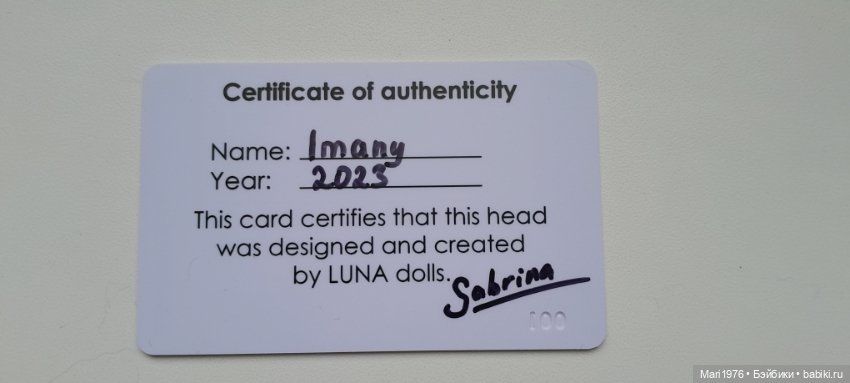 Certificate of authenticity
Name: Imany
Year: 2023
This card certifies that this head
was designed and created
by LUNA dolls.
Sabrina
100
Mari1976 • Бэйбики • babiki.ru